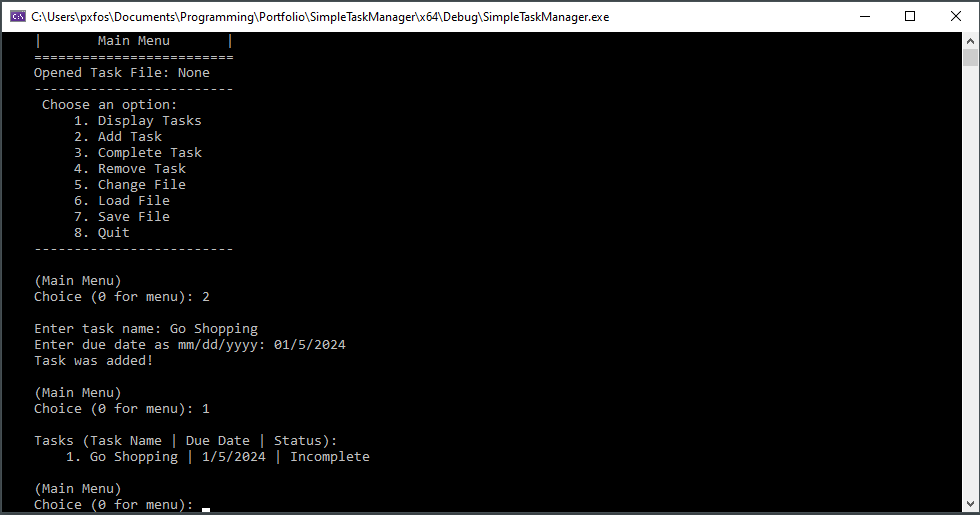 C:\Users\pxfos\Documents\Programming\Portfolio\SimpleTaskManager\x64\Debug\SimpleTaskManager.exe
|       Main Menu       |
=========================
Opened Task File: None
-------------------------
 Choose an option:
     1. Display Tasks
     2. Add Task
     3. Complete Task
     4. Remove Task
     5. Change File
     6. Load File
     7. Save File
     8. Quit
-------------------------
(Main Menu)
Choice (0 for menu): 2
Enter task name: Go Shopping
Enter due date as mm/dd/yyyy: 01/5/2024
Task was added!
(Main Menu)
Choice (0 for menu): 1
Tasks (Task Name | Due Date | Status):
    1. Go Shopping | 1/5/2024 | Incomplete
(Main Menu)
Choice (0 for menu):